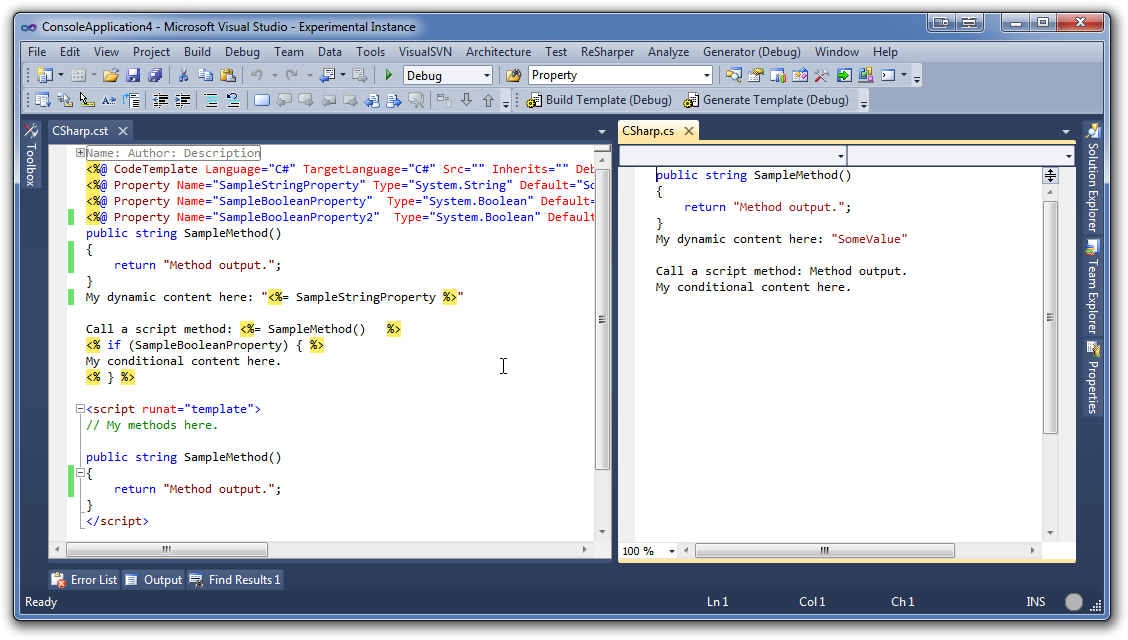 ConsoleApplication4 - Microsoft Visual Studio - Experimental Instance
File Edit View Project Build Debug Team Data Tools VisualSVN Architecture Test ReSharper Analyze Generator (Debug) Window Help
Debug Property
Build Template (Debug) Generate Template (Debug)
Toolbox
CSharp.cst
Name: Author: Description
<%@ CodeTemplate Language="C#" TargetLanguage="C#" Src="" Inherits="" Deb
<%@ Property Name="SampleStringProperty" Type="System.String" Default="So
<%@ Property Name="SampleBooleanProperty"  Type="System.Boolean" Default=
<%@ Property Name="SampleBooleanProperty2"  Type="System.Boolean" Default
public string SampleMethod()
{
    return "Method output.";
}
My dynamic content here: "<%= SampleStringProperty %>"
Call a script method: <%= SampleMethod()   %>
<% if (SampleBooleanProperty) { %>
My conditional content here.
<% } %>
<script runat="template">
// My methods here.
public string SampleMethod()
{
    return "Method output.";
}
</script>
CSharp.cs
public string SampleMethod()
{
    return "Method output.";
}
My dynamic content here: "SomeValue"
Call a script method: Method output.
My conditional content here.
100 %
Solution Explorer
Team Explorer
Properties
Error List Output Find Results 1
Ready Ln 1 Col 1 Ch 1 INS